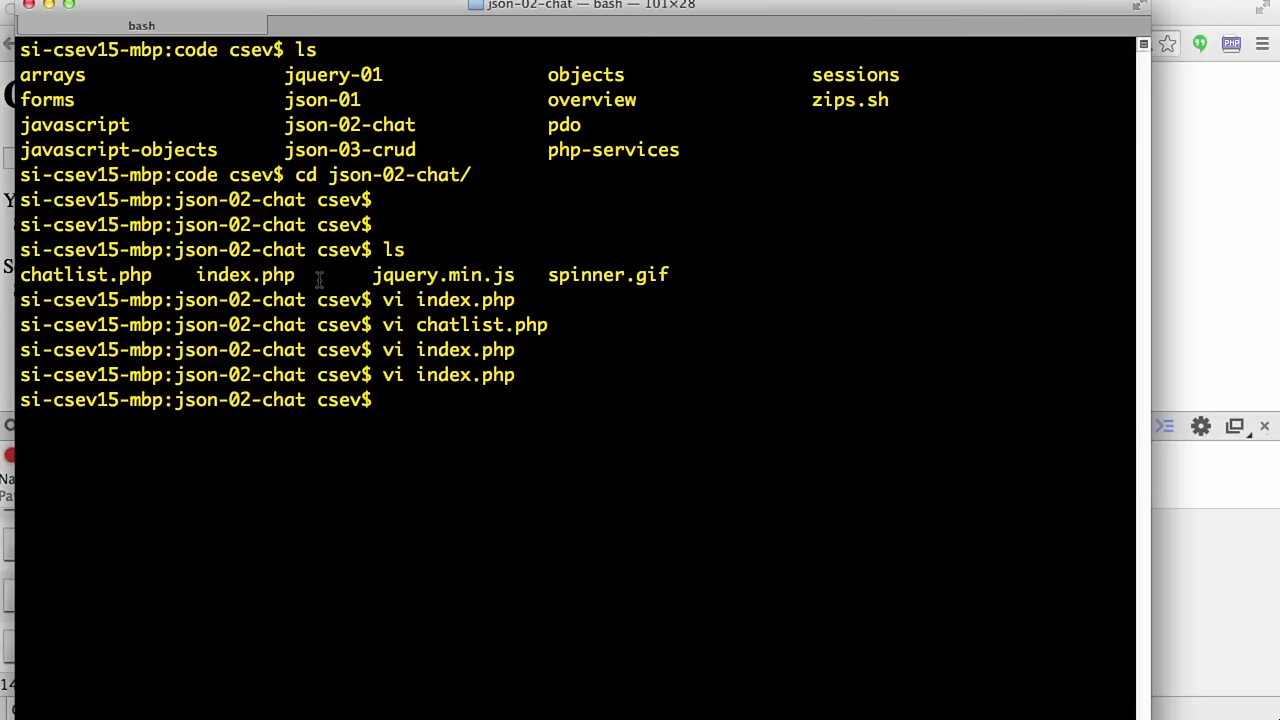 json-02-chat — bash — 101×28
bash
si-csev15-mbp:code csev$ ls
arrays jquery-01 objects sessions
forms json-01 overview zips.sh
javascript json-02-chat pdo
javascript-objects json-03-crud php-services
si-csev15-mbp:code csev$ cd json-02-chat/
si-csev15-mbp:json-02-chat csev$
si-csev15-mbp:json-02-chat csev$
si-csev15-mbp:json-02-chat csev$ ls
chatlist.php index.php jquery.min.js spinner.gif
si-csev15-mbp:json-02-chat csev$ vi index.php
si-csev15-mbp:json-02-chat csev$ vi chatlist.php
si-csev15-mbp:json-02-chat csev$ vi index.php
si-csev15-mbp:json-02-chat csev$ vi index.php
si-csev15-mbp:json-02-chat csev$
PHP